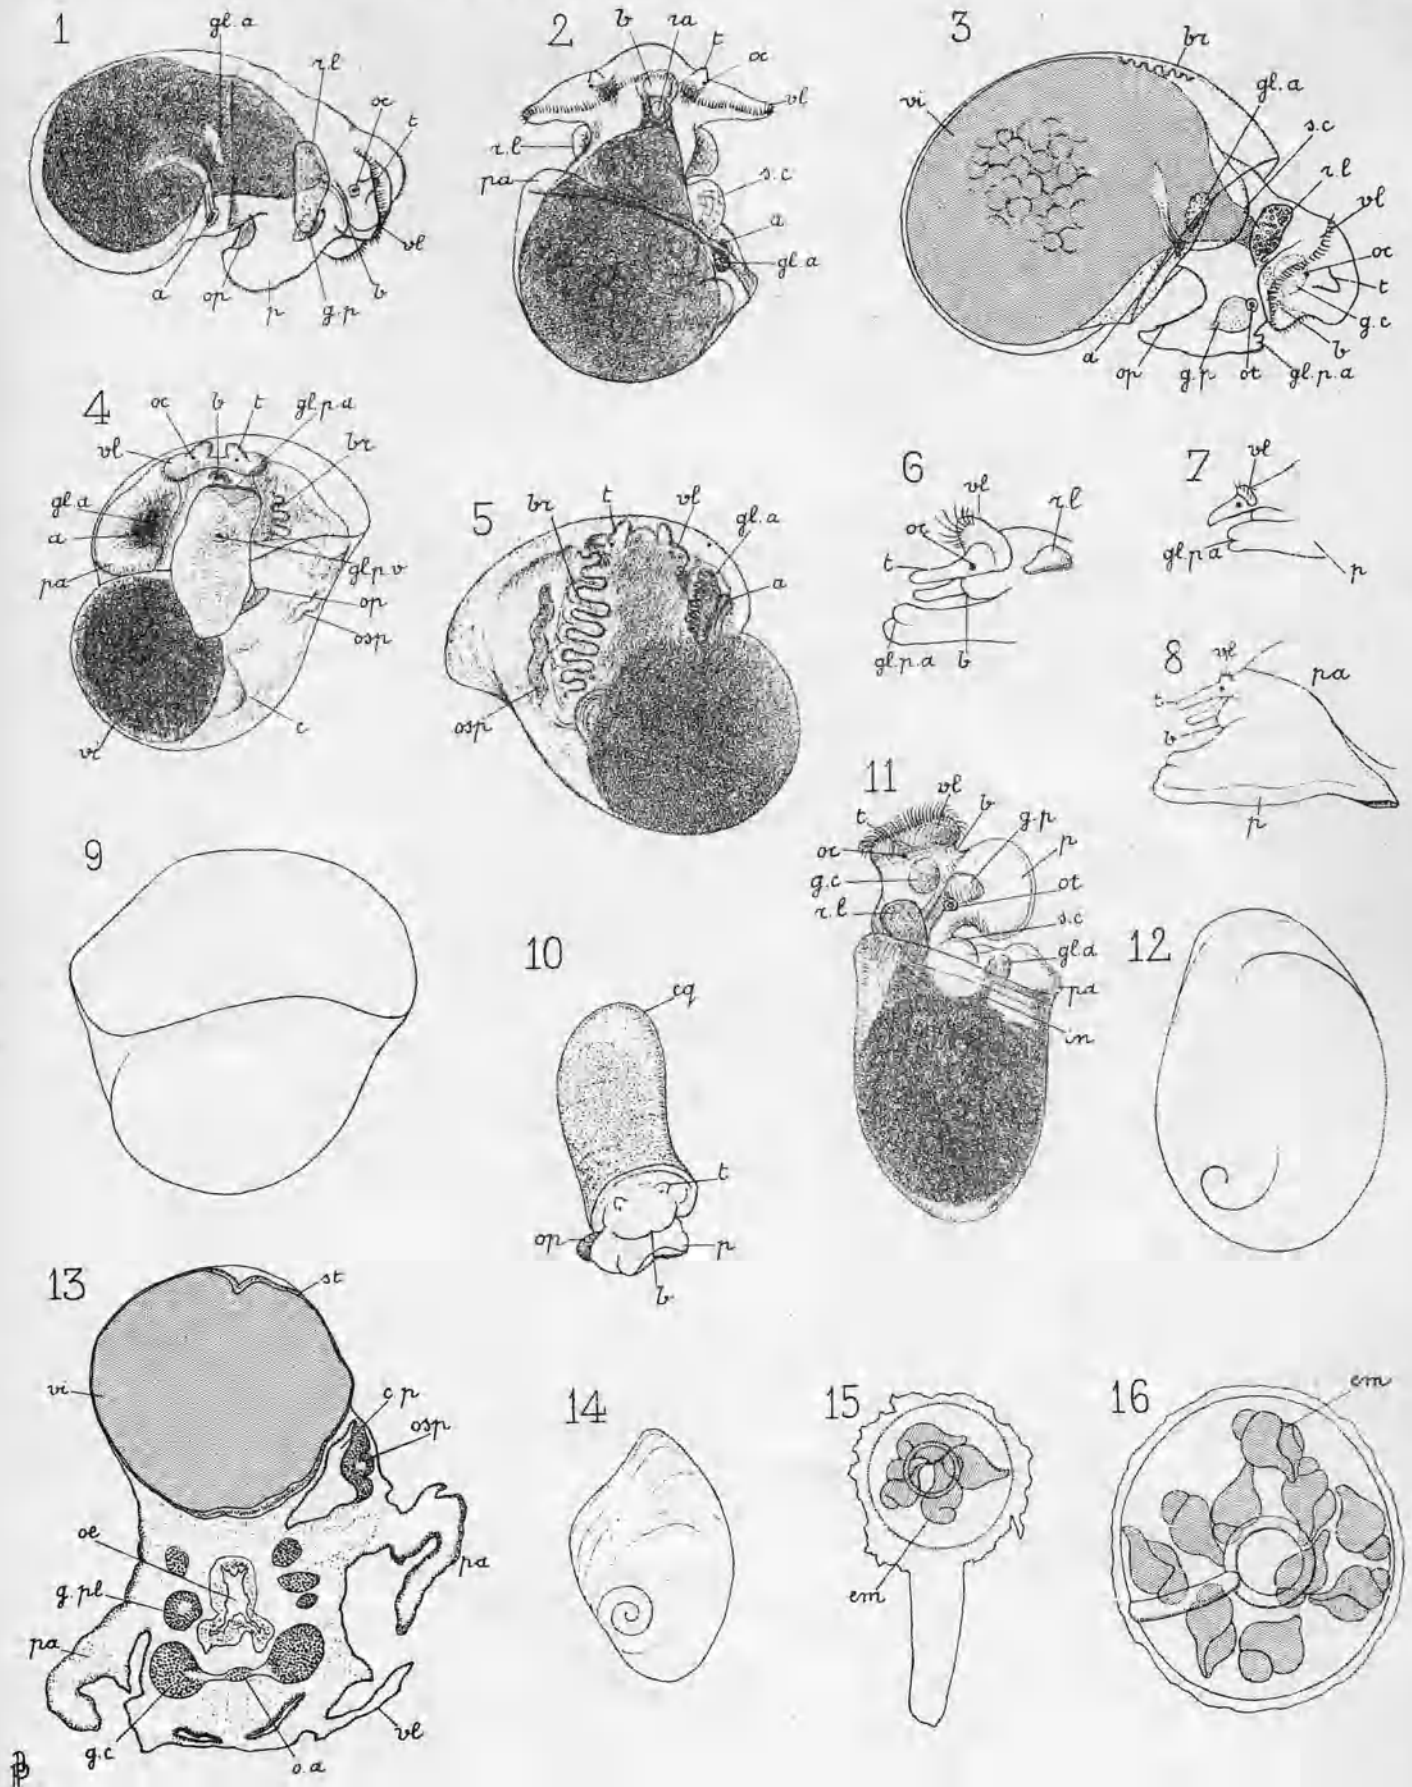 1
gl.a
r.l
oc
t
a
op
p
g.p
b
vl
2
b
ra
t
oc
vl
r.l
pa
s.c
a
gl.a
3
br
vi
gl.a
s.c
r.l
vl
oc
t
g.c
b
a
op
g.p
ot
gl.p.a
4
oc
b
t
gl.p.a
vl
br
gl.a
a
pa
gl.p.v
op
osp
c
vi
5
br
t
vl
gl.a
a
osp
6
vl
oc
r.l
t
gl.p.a
b
7
vl
gl.p.a
p
8
vl
pa
t
b
p
9
10
cq
t
op
p
b
11
vl
t
b
g.p
p
oc
g.c
ot
r.l
s.c
gl.a
pa
in
12
13
st
vi
c.p
osp
oe
pa
g.pl
pa
g.c
o.a
vl
14
15
em
16
em